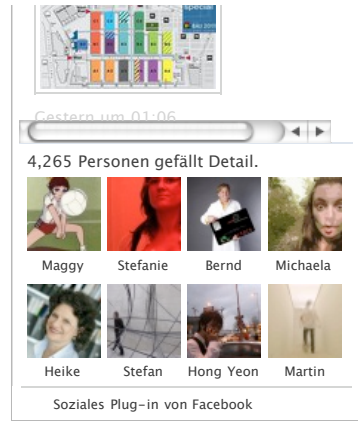 special
Gestern um 01:06
4,265 Personen gefällt Detail.
Maggy Stefanie Bernd Michaela
Heike Stefan Hong Yeon Martin
Soziales Plug-in von Facebook